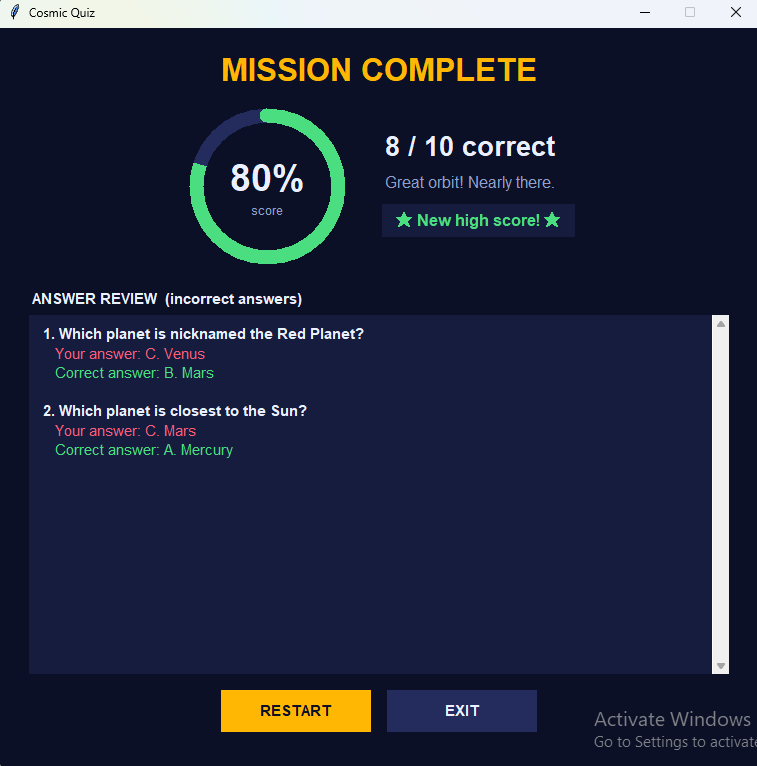 Cosmic Quiz
MISSION COMPLETE
80%
score
8 / 10 correct
Great orbit! Nearly there.
★ New high score! ★
ANSWER REVIEW (incorrect answers)
1. Which planet is nicknamed the Red Planet?
Your answer: C. Venus
Correct answer: B. Mars
2. Which planet is closest to the Sun?
Your answer: C. Mars
Correct answer: A. Mercury
RESTART
EXIT
Activate Windows
Go to Settings to activate